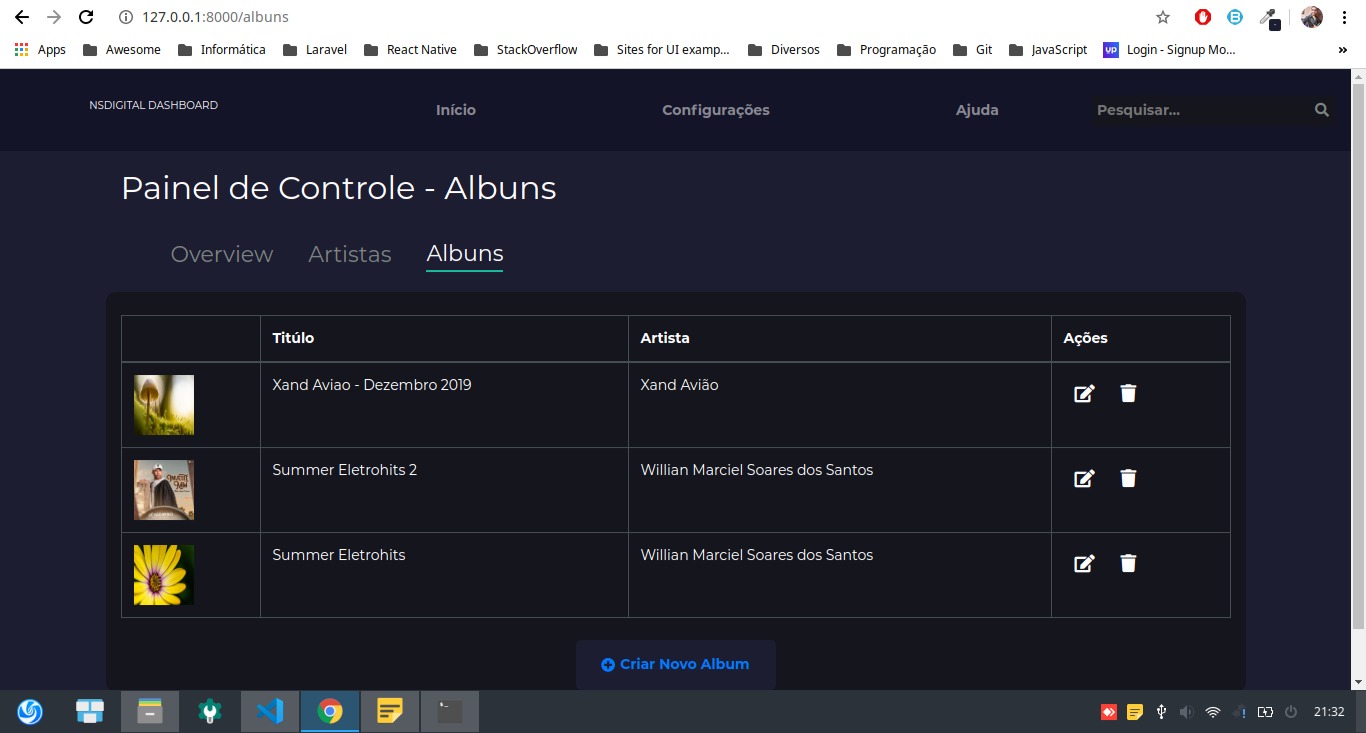 127.0.0.1:8000/albuns
Apps Awesome Informática Laravel React Native StackOverflow Sites for UI examp... Diversos Programação Git JavaScript UP Login - Signup Mo... »
NSDIGITAL DASHBOARD Início Configurações Ajuda Pesquisar...
Painel de Controle - Albuns
Overview Artistas Albuns
Titúlo Artista Ações
Xand Aviao - Dezembro 2019 Xand Avião
Summer Eletrohits 2 Willian Marciel Soares dos Santos
Summer Eletrohits Willian Marciel Soares dos Santos
Criar Novo Album
21:32